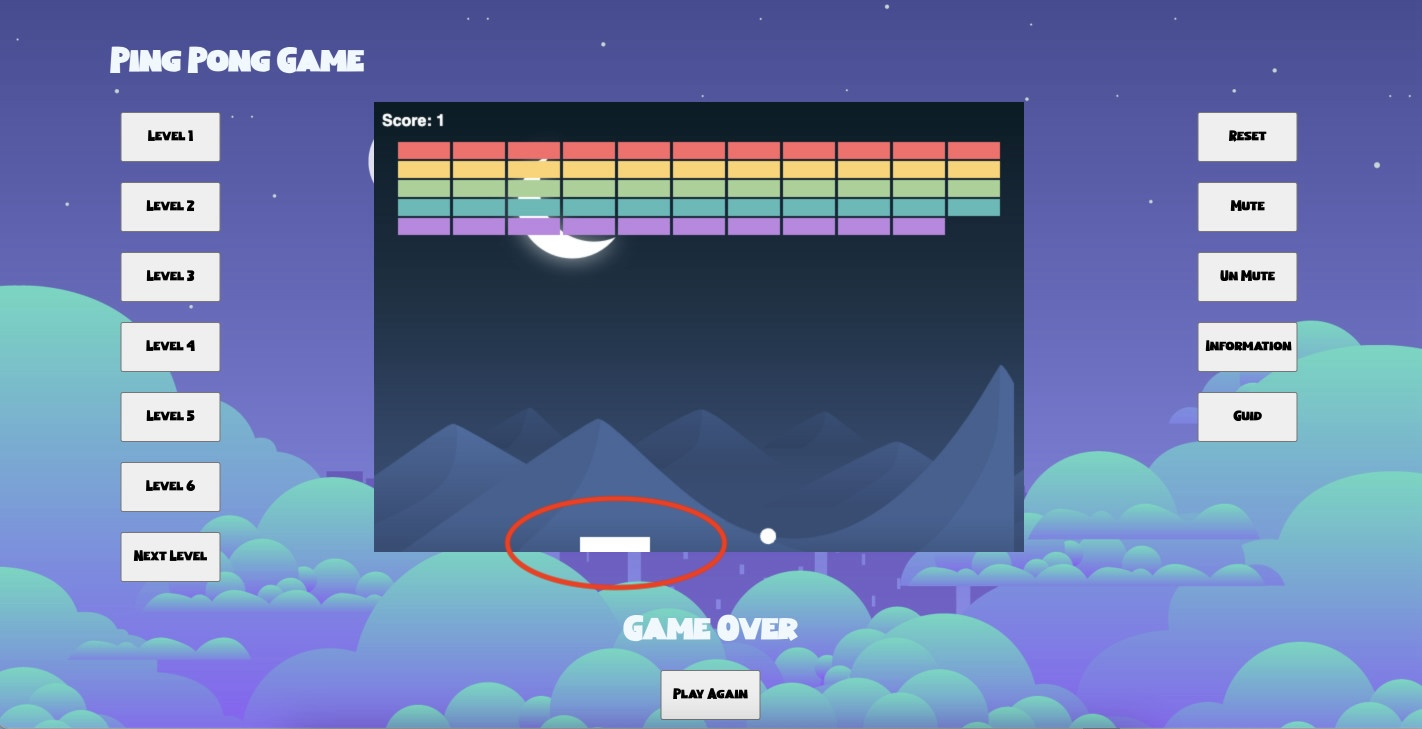 Ping Pong Game
Score: 1
Level 1
Level 2
Level 3
Level 4
Level 5
Level 6
Next Level
Reset
Mute
Un Mute
Information
Guid
Game Over
Play Again